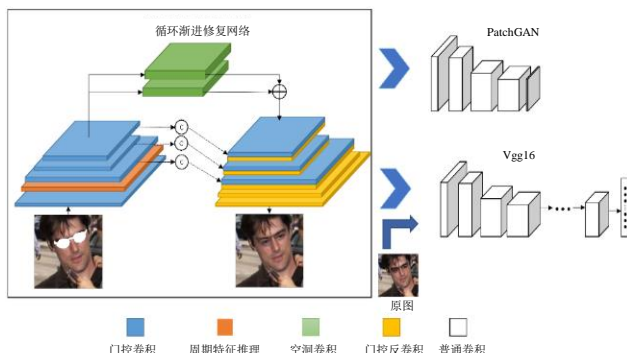 循环渐进修复网络
PatchGAN
C
C
C
Vgg16
原图
门控卷积
周期特征推理
空洞卷积
门控反卷积
普通卷积